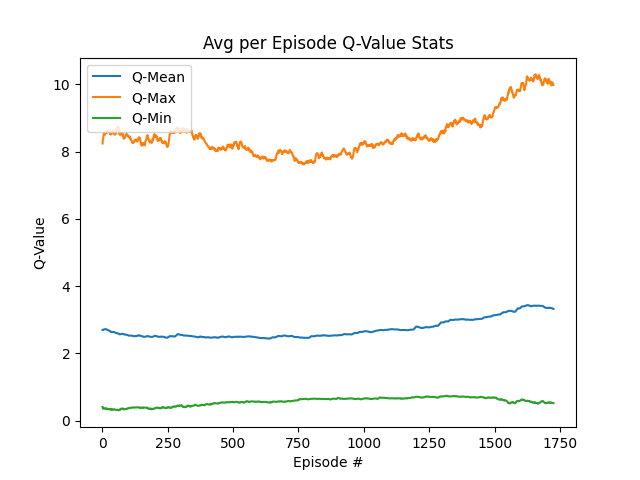 Avg per Episode Q-Value Stats
Q-Mean
Q-Max
Q-Min
10
8
6
4
2
0
Q-Value
0 250 500 750 1000 1250 1500 1750
Episode #